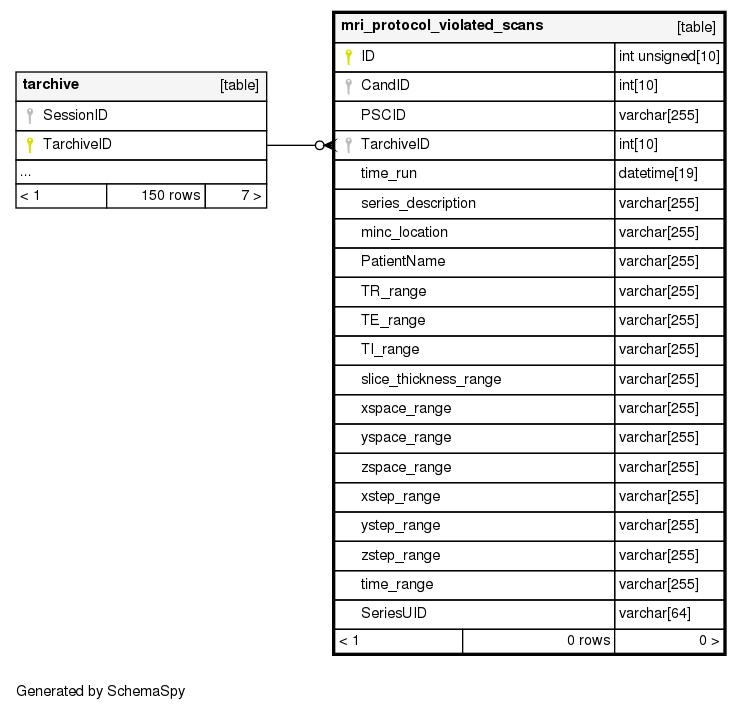 tarchive [table]
SessionID
TarchiveID
...
< 1 150 rows 7 >
mri_protocol_violated_scans [table]
ID int unsigned[10]
CandID int[10]
PSCID varchar[255]
TarchiveID int[10]
time_run datetime[19]
series_description varchar[255]
minc_location varchar[255]
PatientName varchar[255]
TR_range varchar[255]
TE_range varchar[255]
TI_range varchar[255]
slice_thickness_range varchar[255]
xspace_range varchar[255]
yspace_range varchar[255]
zspace_range varchar[255]
xstep_range varchar[255]
ystep_range varchar[255]
zstep_range varchar[255]
time_range varchar[255]
SeriesUID varchar[64]
< 1 0 rows 0 >
Generated by SchemaSpy